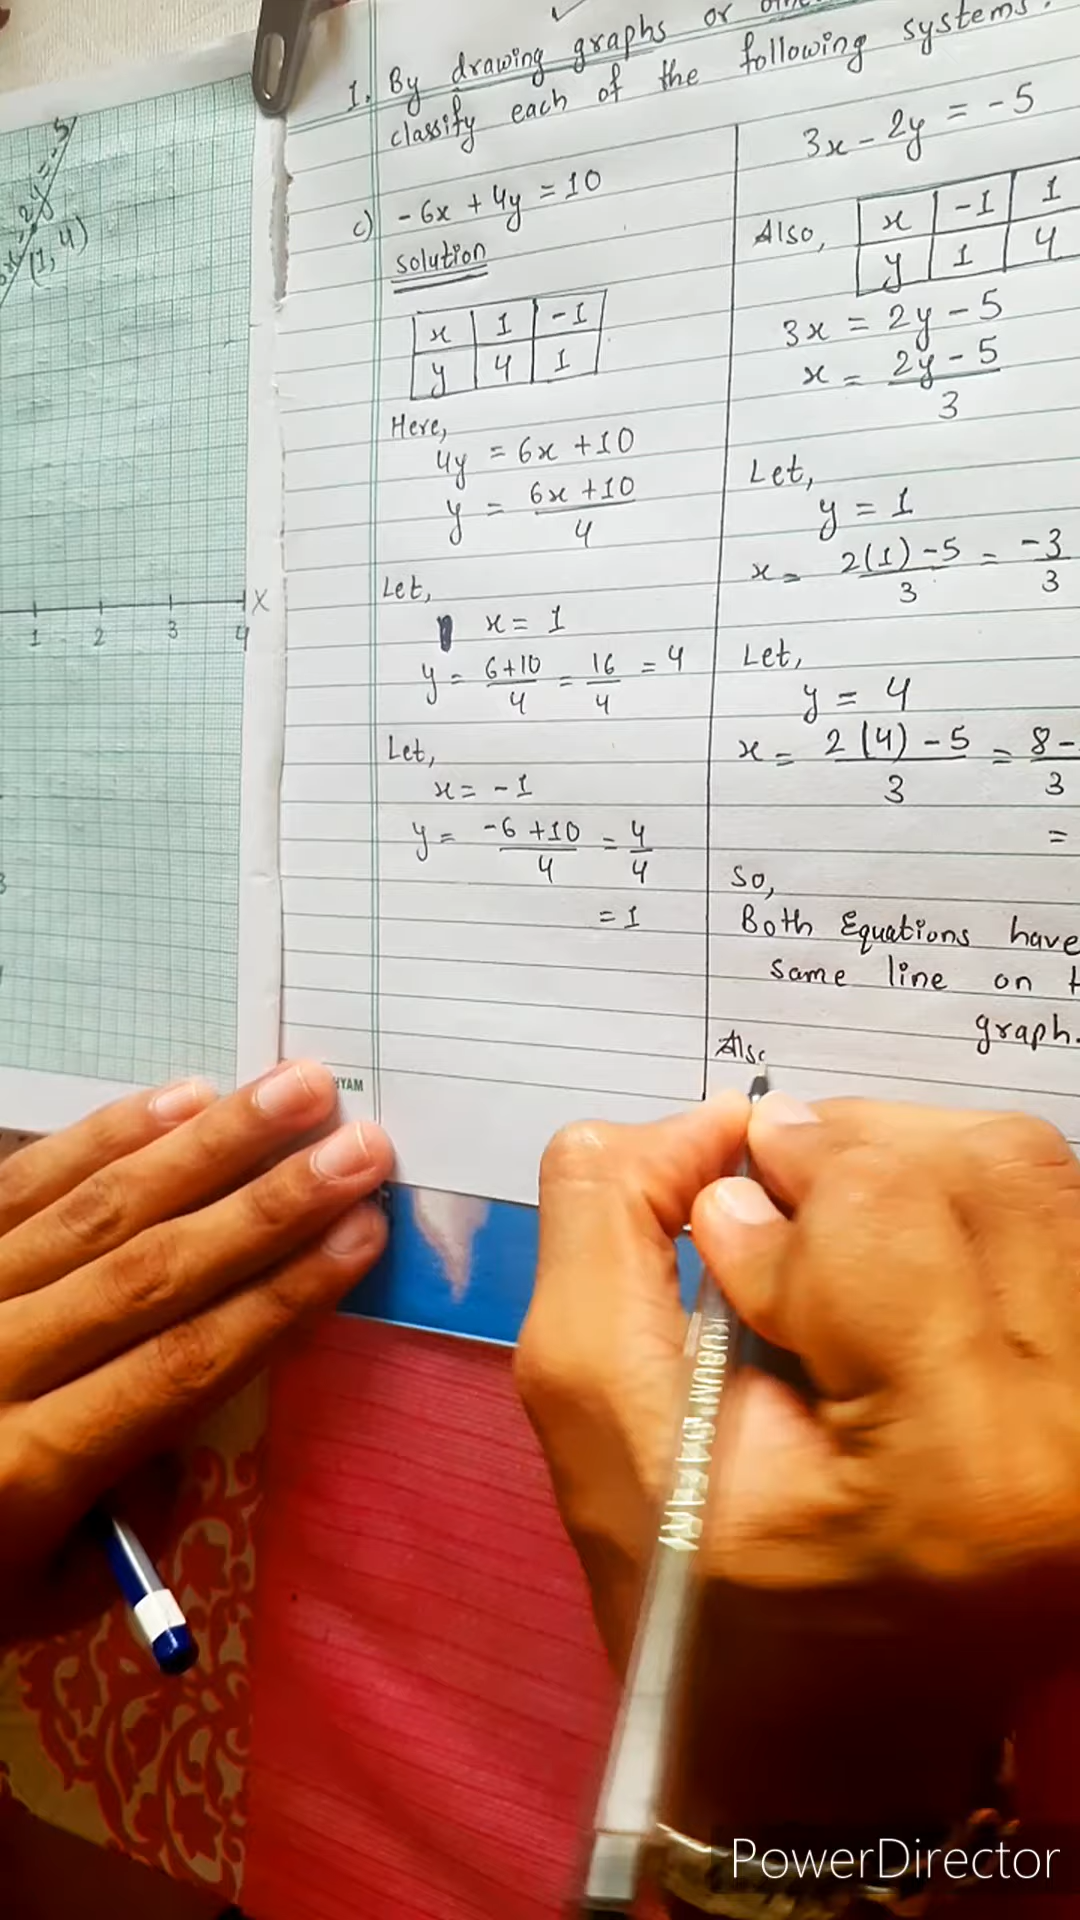 1. By drawing graphs or
classify each of the following systems.
c) -6x + 4y = 10
solution
x 1 -1
y 4 1
Here,
4y = 6x + 10
y = 6x + 10 / 4
Let,
x = 1
y = 6+10 / 4 = 16 / 4 = 4
Let,
x = -1
y = -6 + 10 / 4 = 4 / 4
= 1
3x - 2y = -5
Also,
x -1 1
y 1 4
3x = 2y - 5
x = 2y - 5 / 3
Let,
y = 1
x = 2(1) - 5 / 3 = -3 / 3
Let,
y = 4
x = 2(4) - 5 / 3 = 8 - / 3
=
So,
Both Equations have
same line on
graph.
Also
(1, 4)
X
1 2 3 4
YAM
PowerDirector